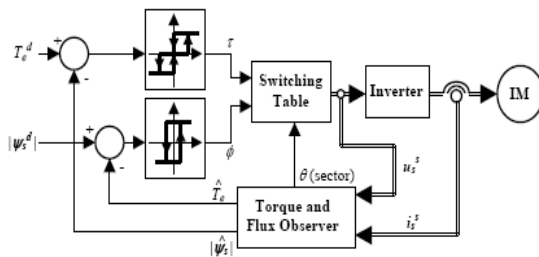 T_e^d + - τ
|ψ_s^d| + - ϕ
Switching
Table
Inverter
IM
θ (sector)
u_s^s
T̂_e
Torque and
Flux Observer
i_s^s
|ψ̂_s|